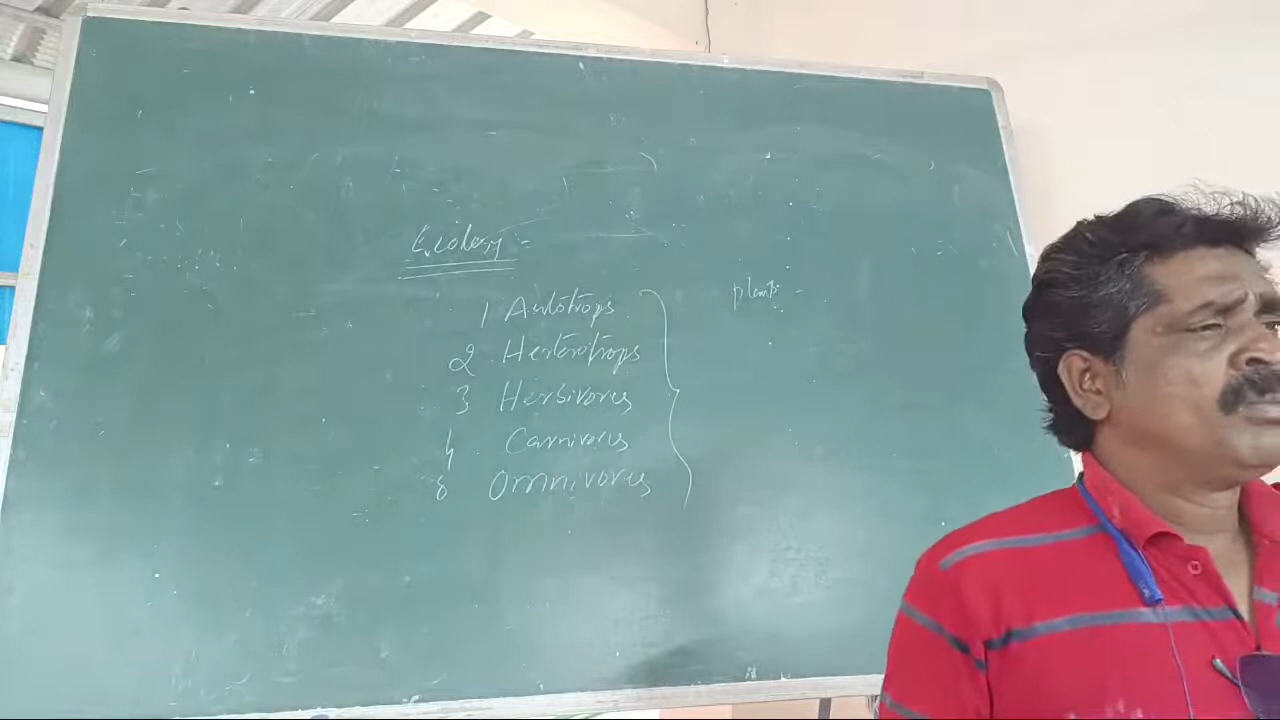 Ecology :-
1 Autotrops
2 Heterotrops
3 Herbivores
4 Carnivores
5 Omnivores
plants -